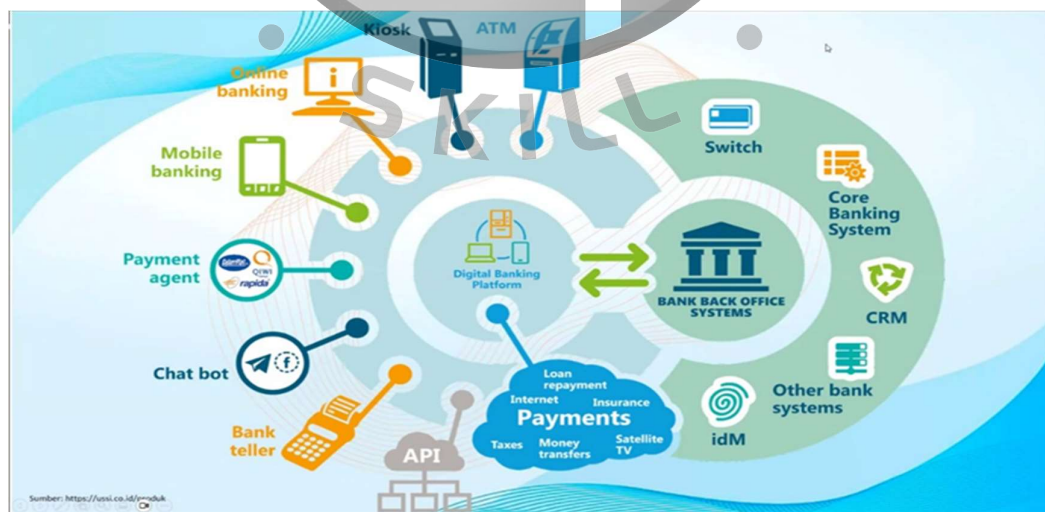 Kiosk
ATM
SKILL
Online
banking
Mobile
banking
Payment
agent
QIWI
rapida
Chat bot
Bank
teller
API
Digital Banking
Platform
Loan
repayment
Internet
Insurance
Payments
Taxes
Money
transfers
Satellite
TV
BANK BACK OFFICE
SYSTEMS
Switch
Core
Banking
System
CRM
Other bank
systems
idM
Sumber: https://ussi.co.id/produk